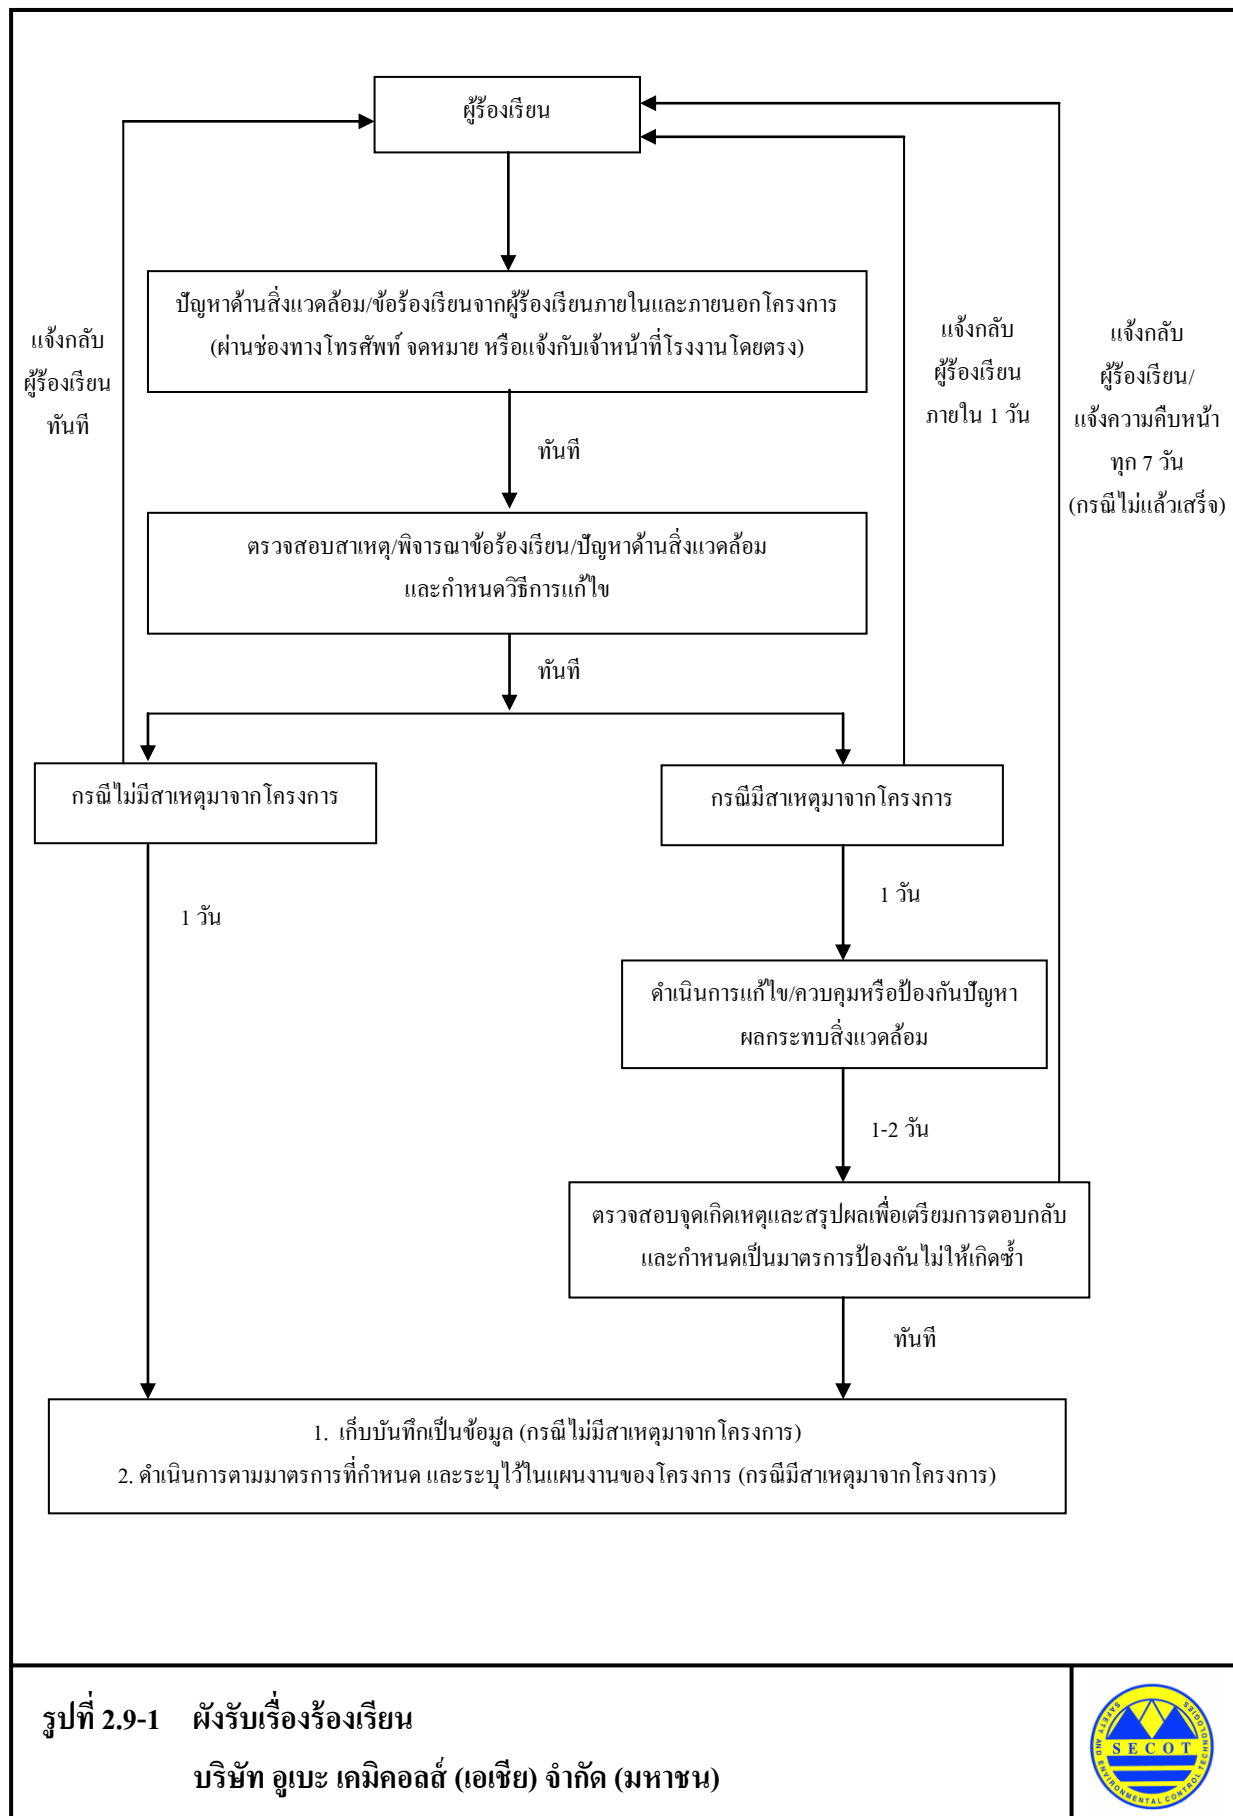 ผู้ร้องเรียน
ปัญหาด้านสิ่งแวดล้อม/ข้อร้องเรียนจากผู้ร้องเรียนภายในและภายนอกโครงการ
(ผ่านช่องทางโทรศัพท์ จดหมาย หรือแจ้งกับเจ้าหน้าที่โรงงานโดยตรง)
แจ้งกลับ
ผู้ร้องเรียน
ทันที
แจ้งกลับ
ผู้ร้องเรียน
ภายใน 1 วัน
แจ้งกลับ
ผู้ร้องเรียน/
แจ้งความคืบหน้า
ทุก 7 วัน
(กรณีไม่แล้วเสร็จ)
ทันที
ตรวจสอบสาเหตุ/พิจารณาข้อร้องเรียน/ปัญหาด้านสิ่งแวดล้อม
และกำหนดวิธีการแก้ไข
ทันที
กรณีไม่มีสาเหตุมาจากโครงการ
กรณีมีสาเหตุมาจากโครงการ
1 วัน
1 วัน
ดำเนินการแก้ไข/ควบคุมหรือป้องกันปัญหา
ผลกระทบสิ่งแวดล้อม
1-2 วัน
ตรวจสอบจุดเกิดเหตุและสรุปผลเพื่อเตรียมการตอบกลับ
และกำหนดเป็นมาตรการป้องกันไม่ให้เกิดซ้ำ
ทันที
1. เก็บบันทึกเป็นข้อมูล (กรณีไม่มีสาเหตุมาจากโครงการ)
2. ดำเนินการตามมาตรการที่กำหนด และระบุไว้ในแผนงานของโครงการ (กรณีมีสาเหตุมาจากโครงการ)
รูปที่ 2.9-1 ผังรับเรื่องร้องเรียน
บริษัท อูเบะ เคมิคอลส์ (เอเชีย) จำกัด (มหาชน)
SECOT
SAFETY AND ENVIRONMENTAL CONTROL TECHNOLOGIES